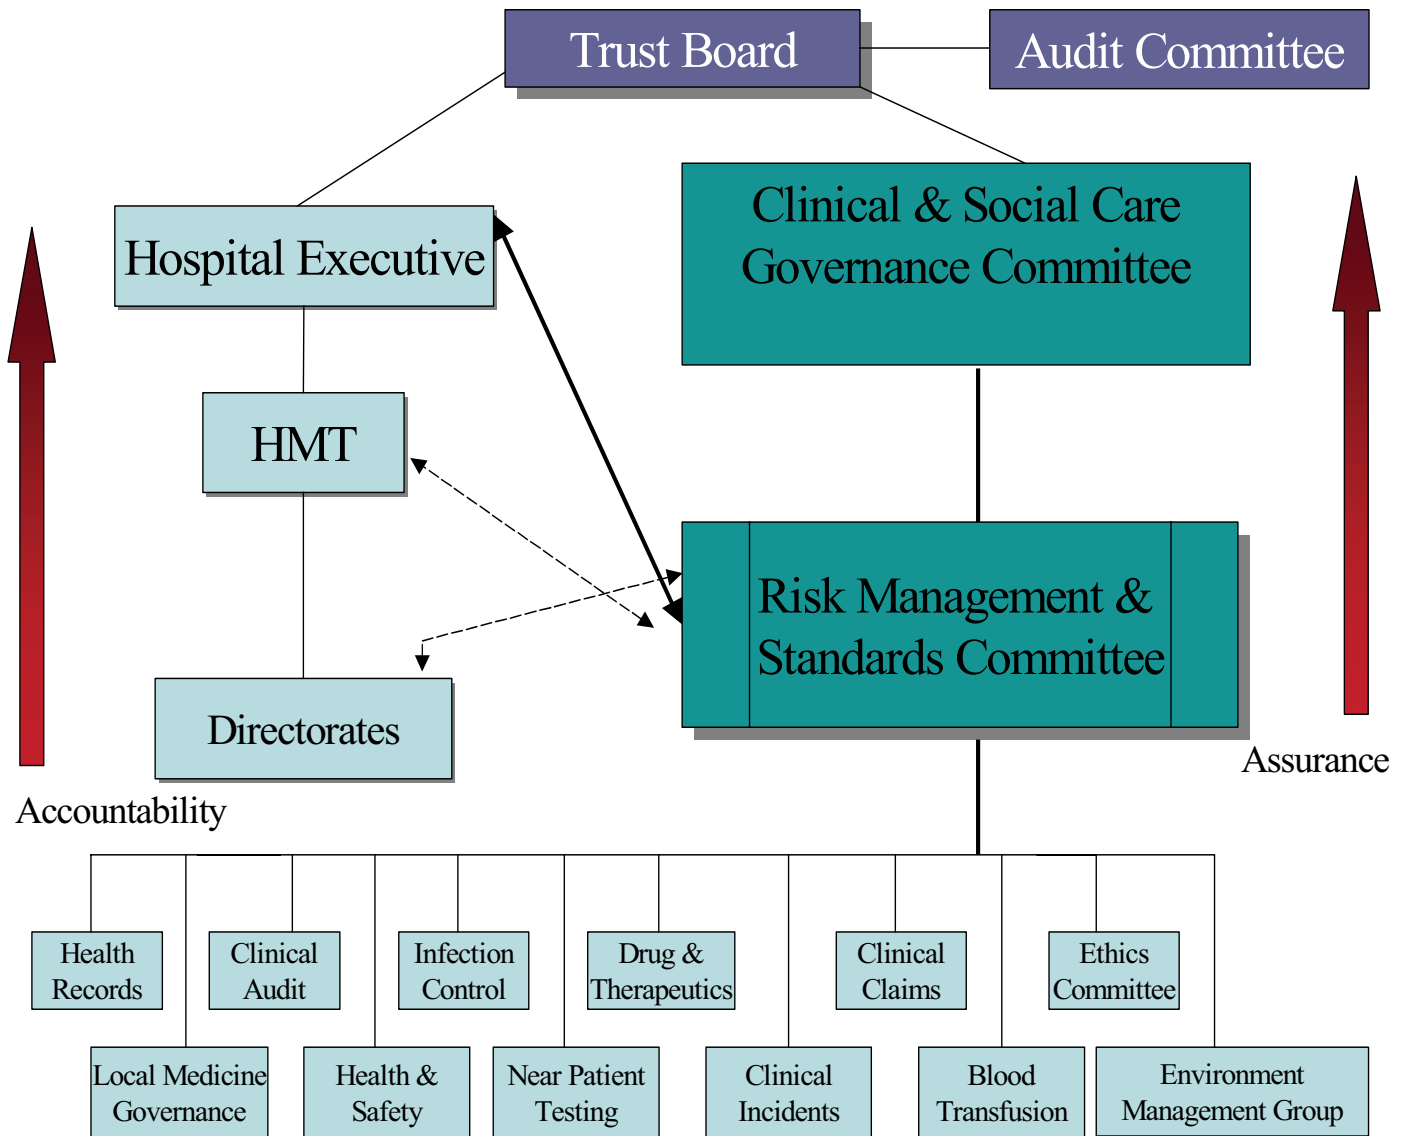 Trust Board
Audit Committee
Clinical & Social Care
Governance Committee
Hospital Executive
HMT
Risk Management &
Standards Committee
Directorates
Assurance
Accountability
Health
Records
Clinical
Audit
Infection
Control
Drug &
Therapeutics
Clinical
Claims
Ethics
Committee
Local Medicine
Governance
Health &
Safety
Near Patient
Testing
Clinical
Incidents
Blood
Transfusion
Environment
Management Group